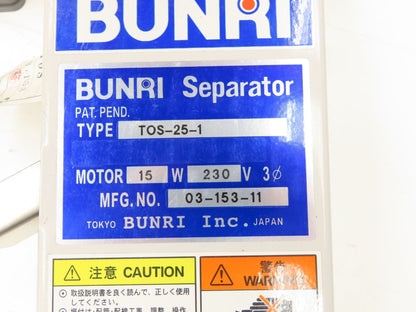 BUNRI
BUNRI Separator
PAT. PEND.
TYPE TOS-25-1
MOTOR 15 W 230 V 3φ
MFG. NO. 03-153-11
TOKYO BUNRI Inc. JAPAN
注意 CAUTION
警告
WARNING
取扱説明書を良く読んで、正しく使用
してください。